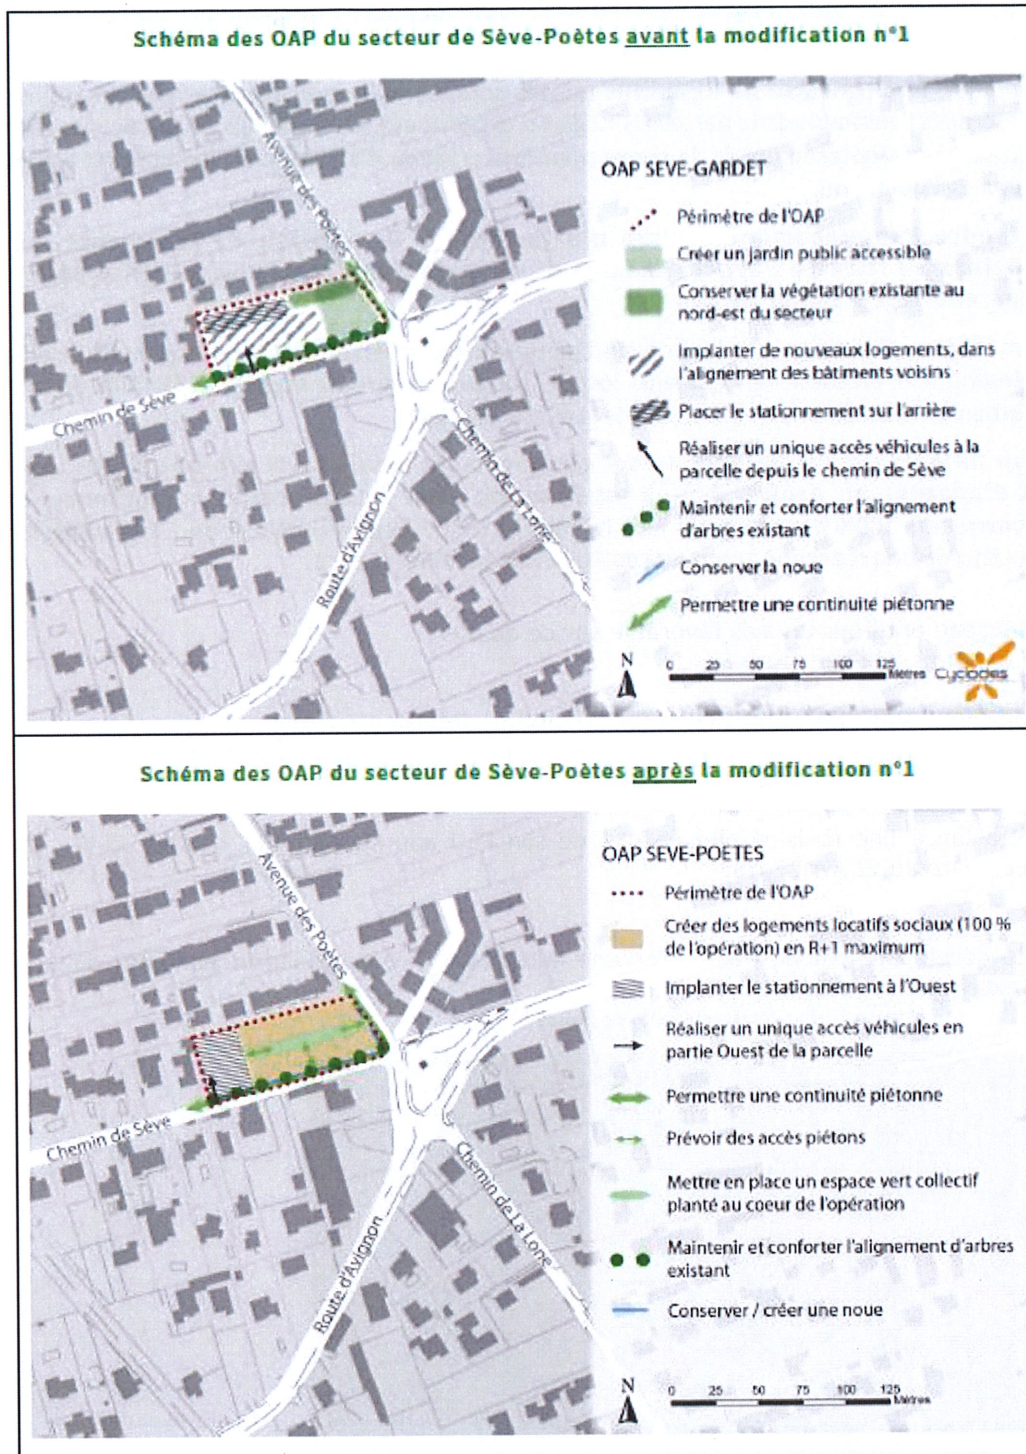 Schéma des OAP du secteur de Sève-Poètes avant la modification n°1
Avenue des Poètes
Chemin de Sève
Route d'Avignon
Chemin de La Lone
OAP SEVE-GARDET
Périmètre de l'OAP
Créer un jardin public accessible
Conserver la végétation existante au
nord-est du secteur
Implanter de nouveaux logements, dans
l'alignement des bâtiments voisins
Placer le stationnement sur l'arrière
Réaliser un unique accès véhicules à la
parcelle depuis le chemin de Sève
Maintenir et conforter l'alignement
d'arbres existant
Conserver la noue
Permettre une continuité piétonne
N
0 25 50 75 100 125
Mètres
Cyclades
Schéma des OAP du secteur de Sève-Poètes après la modification n°1
Avenue des Poètes
Chemin de Sève
Route d'Avignon
Chemin de La Lone
OAP SEVE-POETES
Périmètre de l'OAP
Créer des logements locatifs sociaux (100 %
de l'opération) en R+1 maximum
Implanter le stationnement à l'Ouest
Réaliser un unique accès véhicules en
partie Ouest de la parcelle
Permettre une continuité piétonne
Prévoir des accès piétons
Mettre en place un espace vert collectif
planté au coeur de l'opération
Maintenir et conforter l'alignement d'arbres
existant
Conserver / créer une noue
N
0 25 50 75 100 125
Mètres